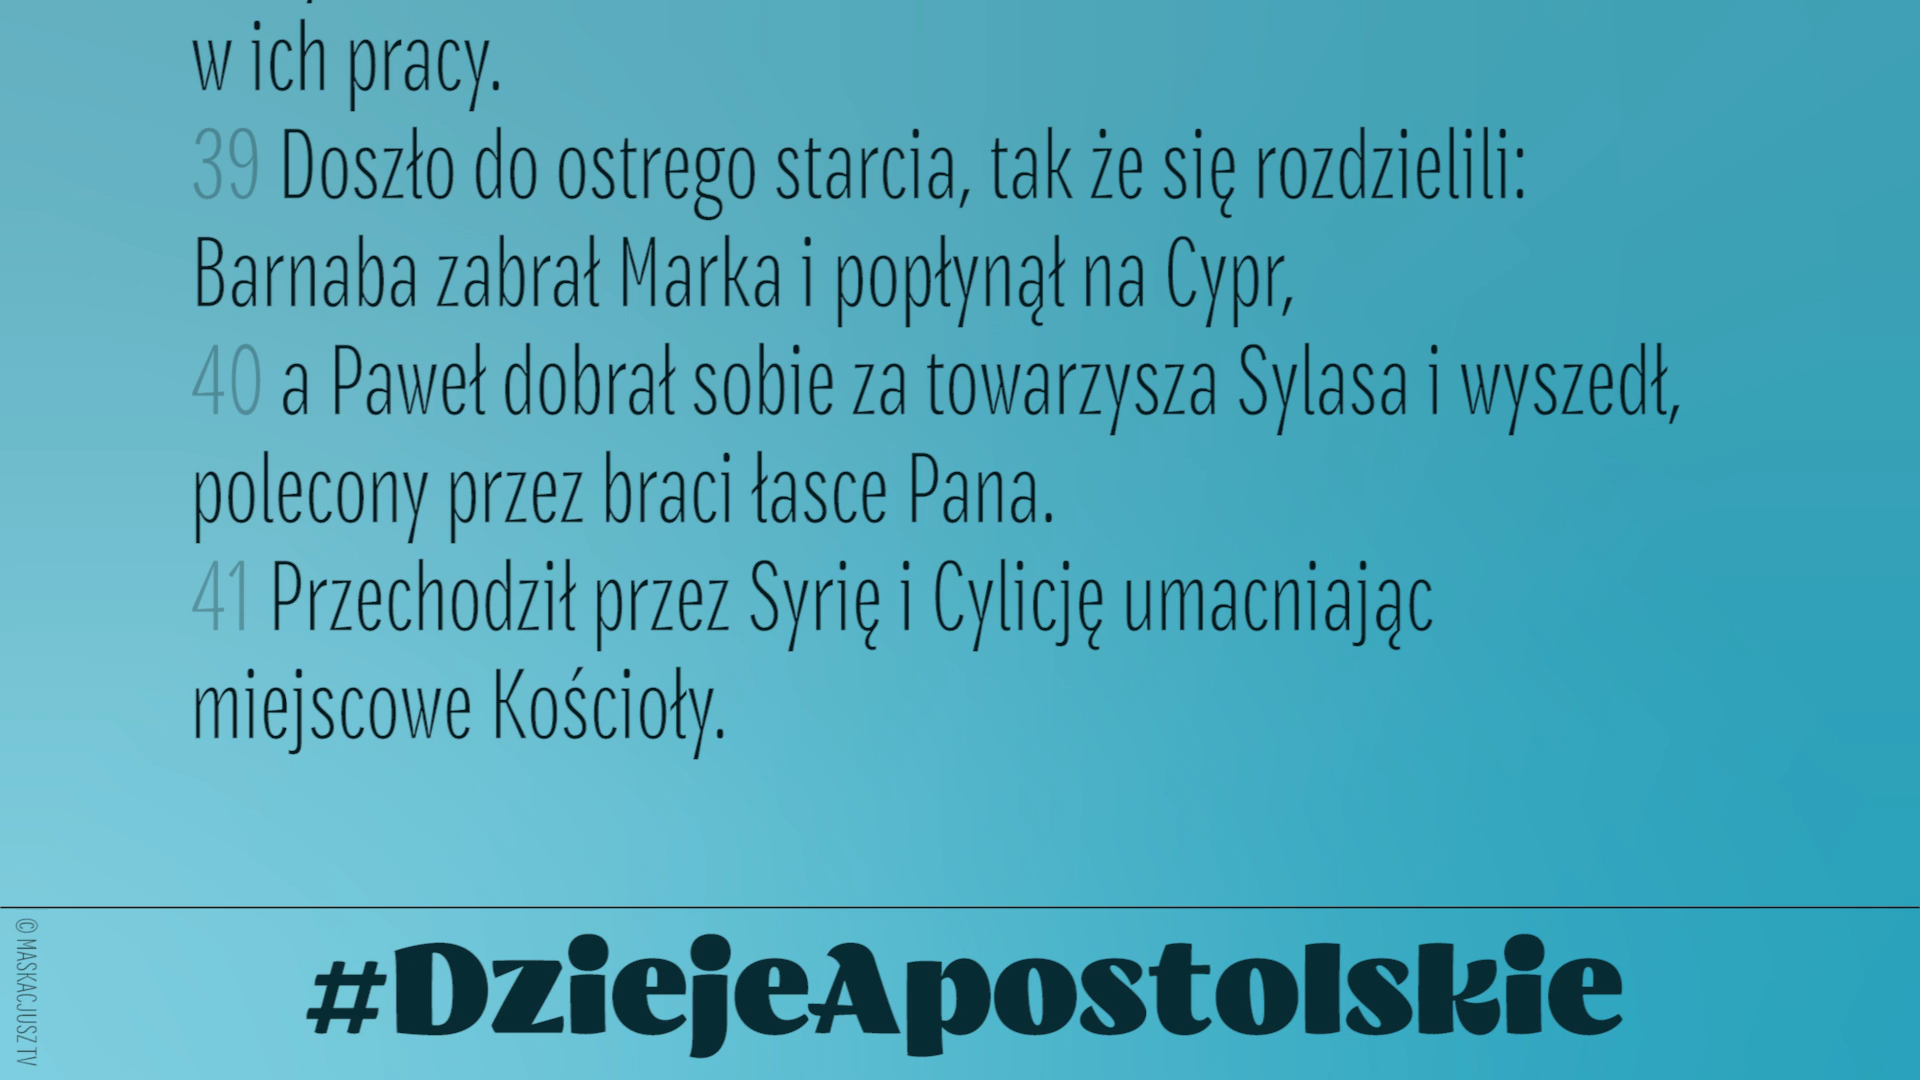 w ich pracy.
39 Doszło do ostrego starcia, tak że się rozdzielili:
Barnaba zabrał Marka i popłynął na Cypr,
40 a Paweł dobrał sobie za towarzysza Sylasa i wyszedł,
polecony przez braci łasce Pana.
41 Przechodził przez Syrię i Cylicję umacniając
miejscowe Kościoły.
#DziejeApostolskie
© MASKACJUSZ TV